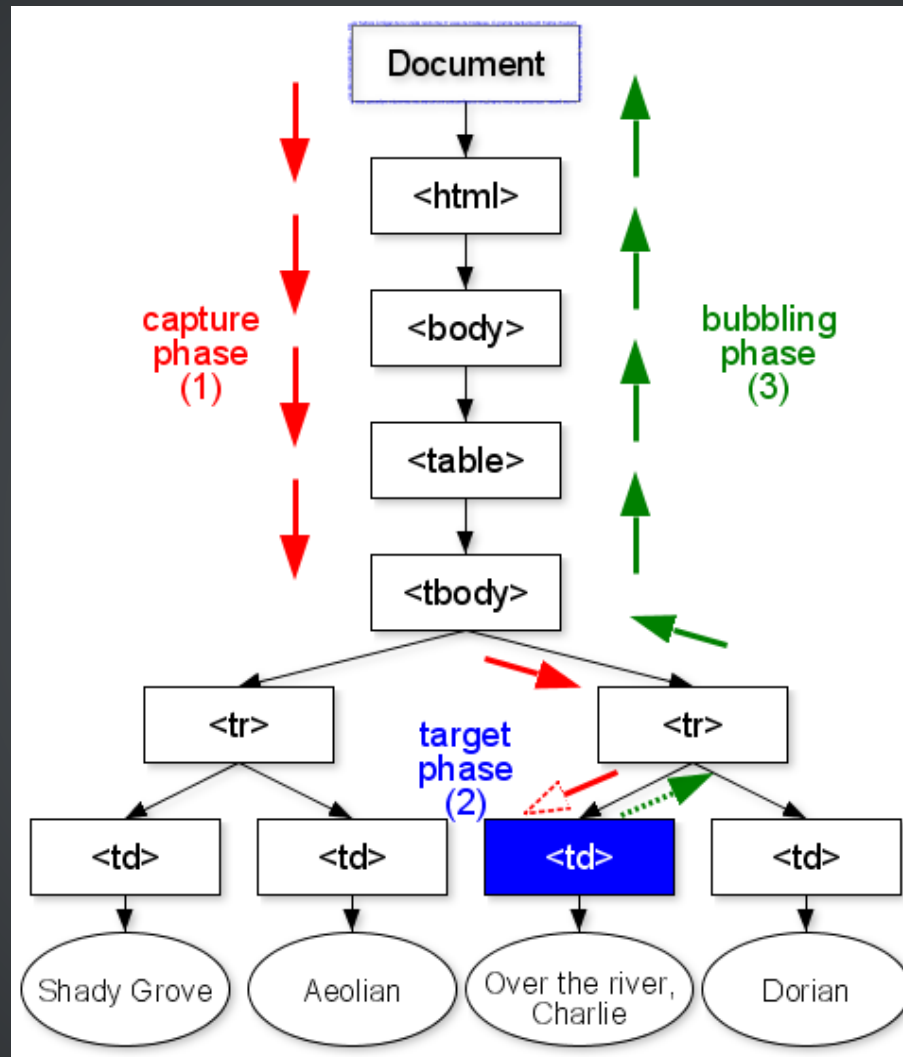 Document
<html>
capture
phase
(1)
<body>
bubbling
phase
(3)
<table>
<tbody>
<tr>
target
phase
(2)
<tr>
<td>
<td>
<td>
<td>
Shady Grove
Aeolian
Over the river,
Charlie
Dorian